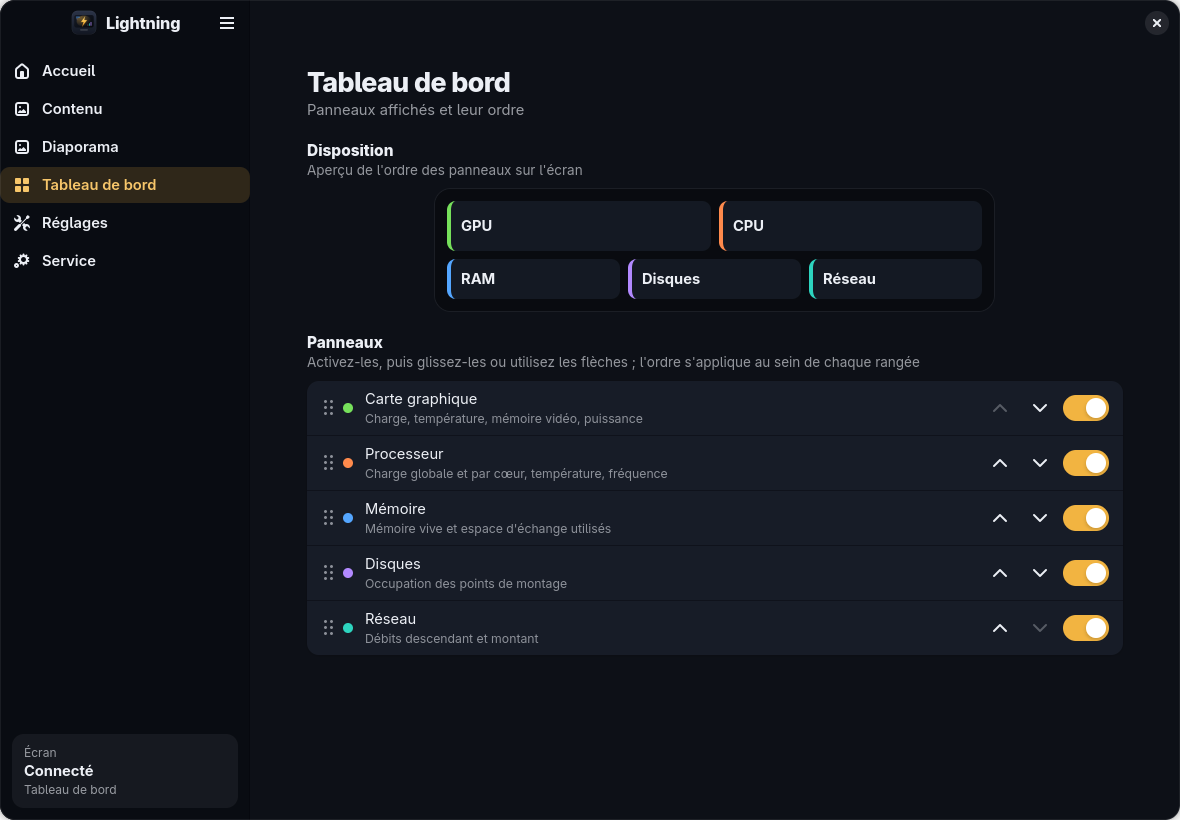 Lightning
Accueil
Contenu
Diaporama
Tableau de bord
Réglages
Service
Écran
Connecté
Tableau de bord
Tableau de bord
Panneaux affichés et leur ordre
Disposition
Aperçu de l'ordre des panneaux sur l'écran
GPU
CPU
RAM
Disques
Réseau
Panneaux
Activez-les, puis glissez-les ou utilisez les flèches ; l'ordre s'applique au sein de chaque rangée
Carte graphique
Charge, température, mémoire vidéo, puissance
Processeur
Charge globale et par cœur, température, fréquence
Mémoire
Mémoire vive et espace d'échange utilisés
Disques
Occupation des points de montage
Réseau
Débits descendant et montant